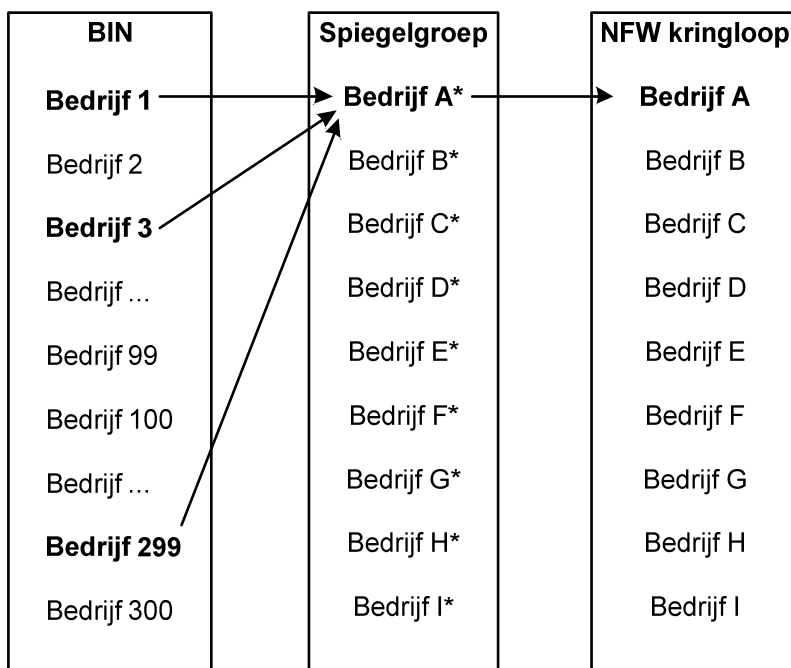 BIN
Bedrijf 1
Bedrijf 2
Bedrijf 3
Bedrijf ...
Bedrijf 99
Bedrijf 100
Bedrijf ...
Bedrijf 299
Bedrijf 300
Spiegelgroep
Bedrijf A*
Bedrijf B*
Bedrijf C*
Bedrijf D*
Bedrijf E*
Bedrijf F*
Bedrijf G*
Bedrijf H*
Bedrijf I*
NFW kringloop
Bedrijf A
Bedrijf B
Bedrijf C
Bedrijf D
Bedrijf E
Bedrijf F
Bedrijf G
Bedrijf H
Bedrijf I